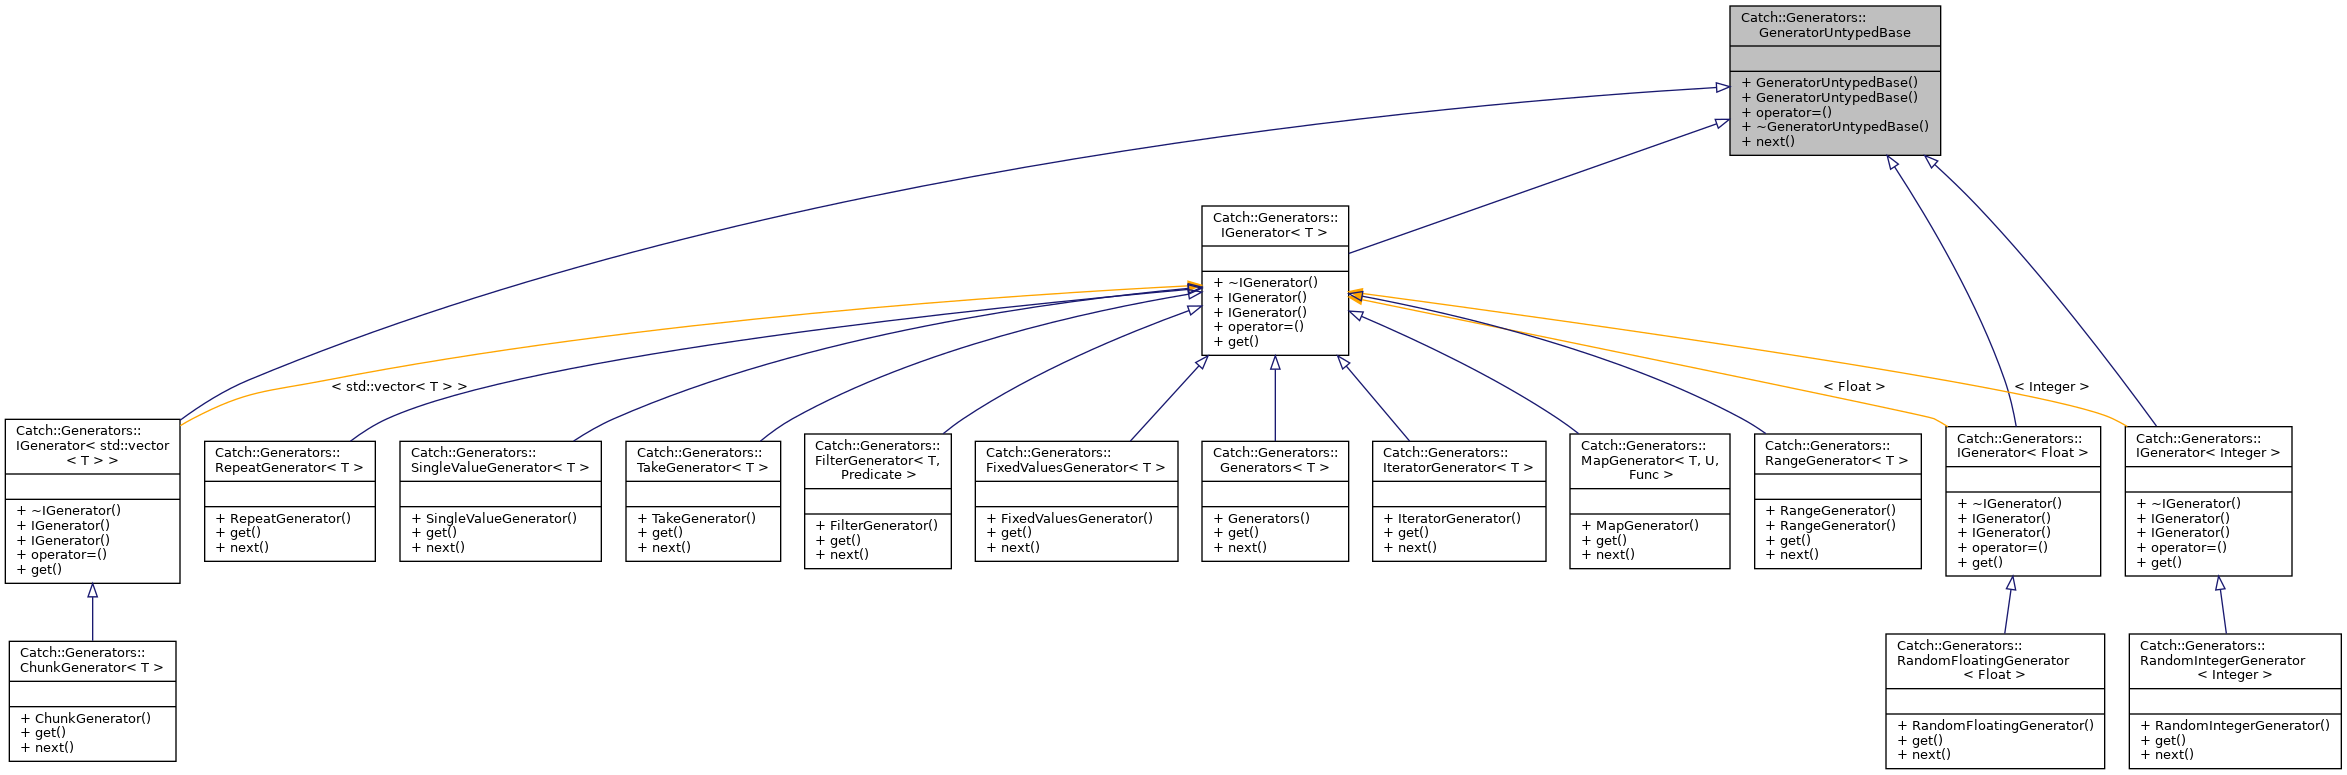 Catch::Generators::
GeneratorUntypedBase
+ GeneratorUntypedBase()
+ GeneratorUntypedBase()
+ operator=()
+ ~GeneratorUntypedBase()
+ next()
Catch::Generators::
IGenerator< T >
+ ~IGenerator()
+ IGenerator()
+ IGenerator()
+ operator=()
+ get()
< std::vector< T > >
< Float >
< Integer >
Catch::Generators::
IGenerator< std::vector
< T > >
+ ~IGenerator()
+ IGenerator()
+ IGenerator()
+ operator=()
+ get()
Catch::Generators::
RepeatGenerator< T >
+ RepeatGenerator()
+ get()
+ next()
Catch::Generators::
SingleValueGenerator< T >
+ SingleValueGenerator()
+ get()
+ next()
Catch::Generators::
TakeGenerator< T >
+ TakeGenerator()
+ get()
+ next()
Catch::Generators::
FilterGenerator< T,
Predicate >
+ FilterGenerator()
+ get()
+ next()
Catch::Generators::
FixedValuesGenerator< T >
+ FixedValuesGenerator()
+ get()
+ next()
Catch::Generators::
Generators< T >
+ Generators()
+ get()
+ next()
Catch::Generators::
IteratorGenerator< T >
+ IteratorGenerator()
+ get()
+ next()
Catch::Generators::
MapGenerator< T, U,
Func >
+ MapGenerator()
+ get()
+ next()
Catch::Generators::
RangeGenerator< T >
+ RangeGenerator()
+ RangeGenerator()
+ get()
+ next()
Catch::Generators::
IGenerator< Float >
+ ~IGenerator()
+ IGenerator()
+ IGenerator()
+ operator=()
+ get()
Catch::Generators::
IGenerator< Integer >
+ ~IGenerator()
+ IGenerator()
+ IGenerator()
+ operator=()
+ get()
Catch::Generators::
ChunkGenerator< T >
+ ChunkGenerator()
+ get()
+ next()
Catch::Generators::
RandomFloatingGenerator
< Float >
+ RandomFloatingGenerator()
+ get()
+ next()
Catch::Generators::
RandomIntegerGenerator
< Integer >
+ RandomIntegerGenerator()
+ get()
+ next()